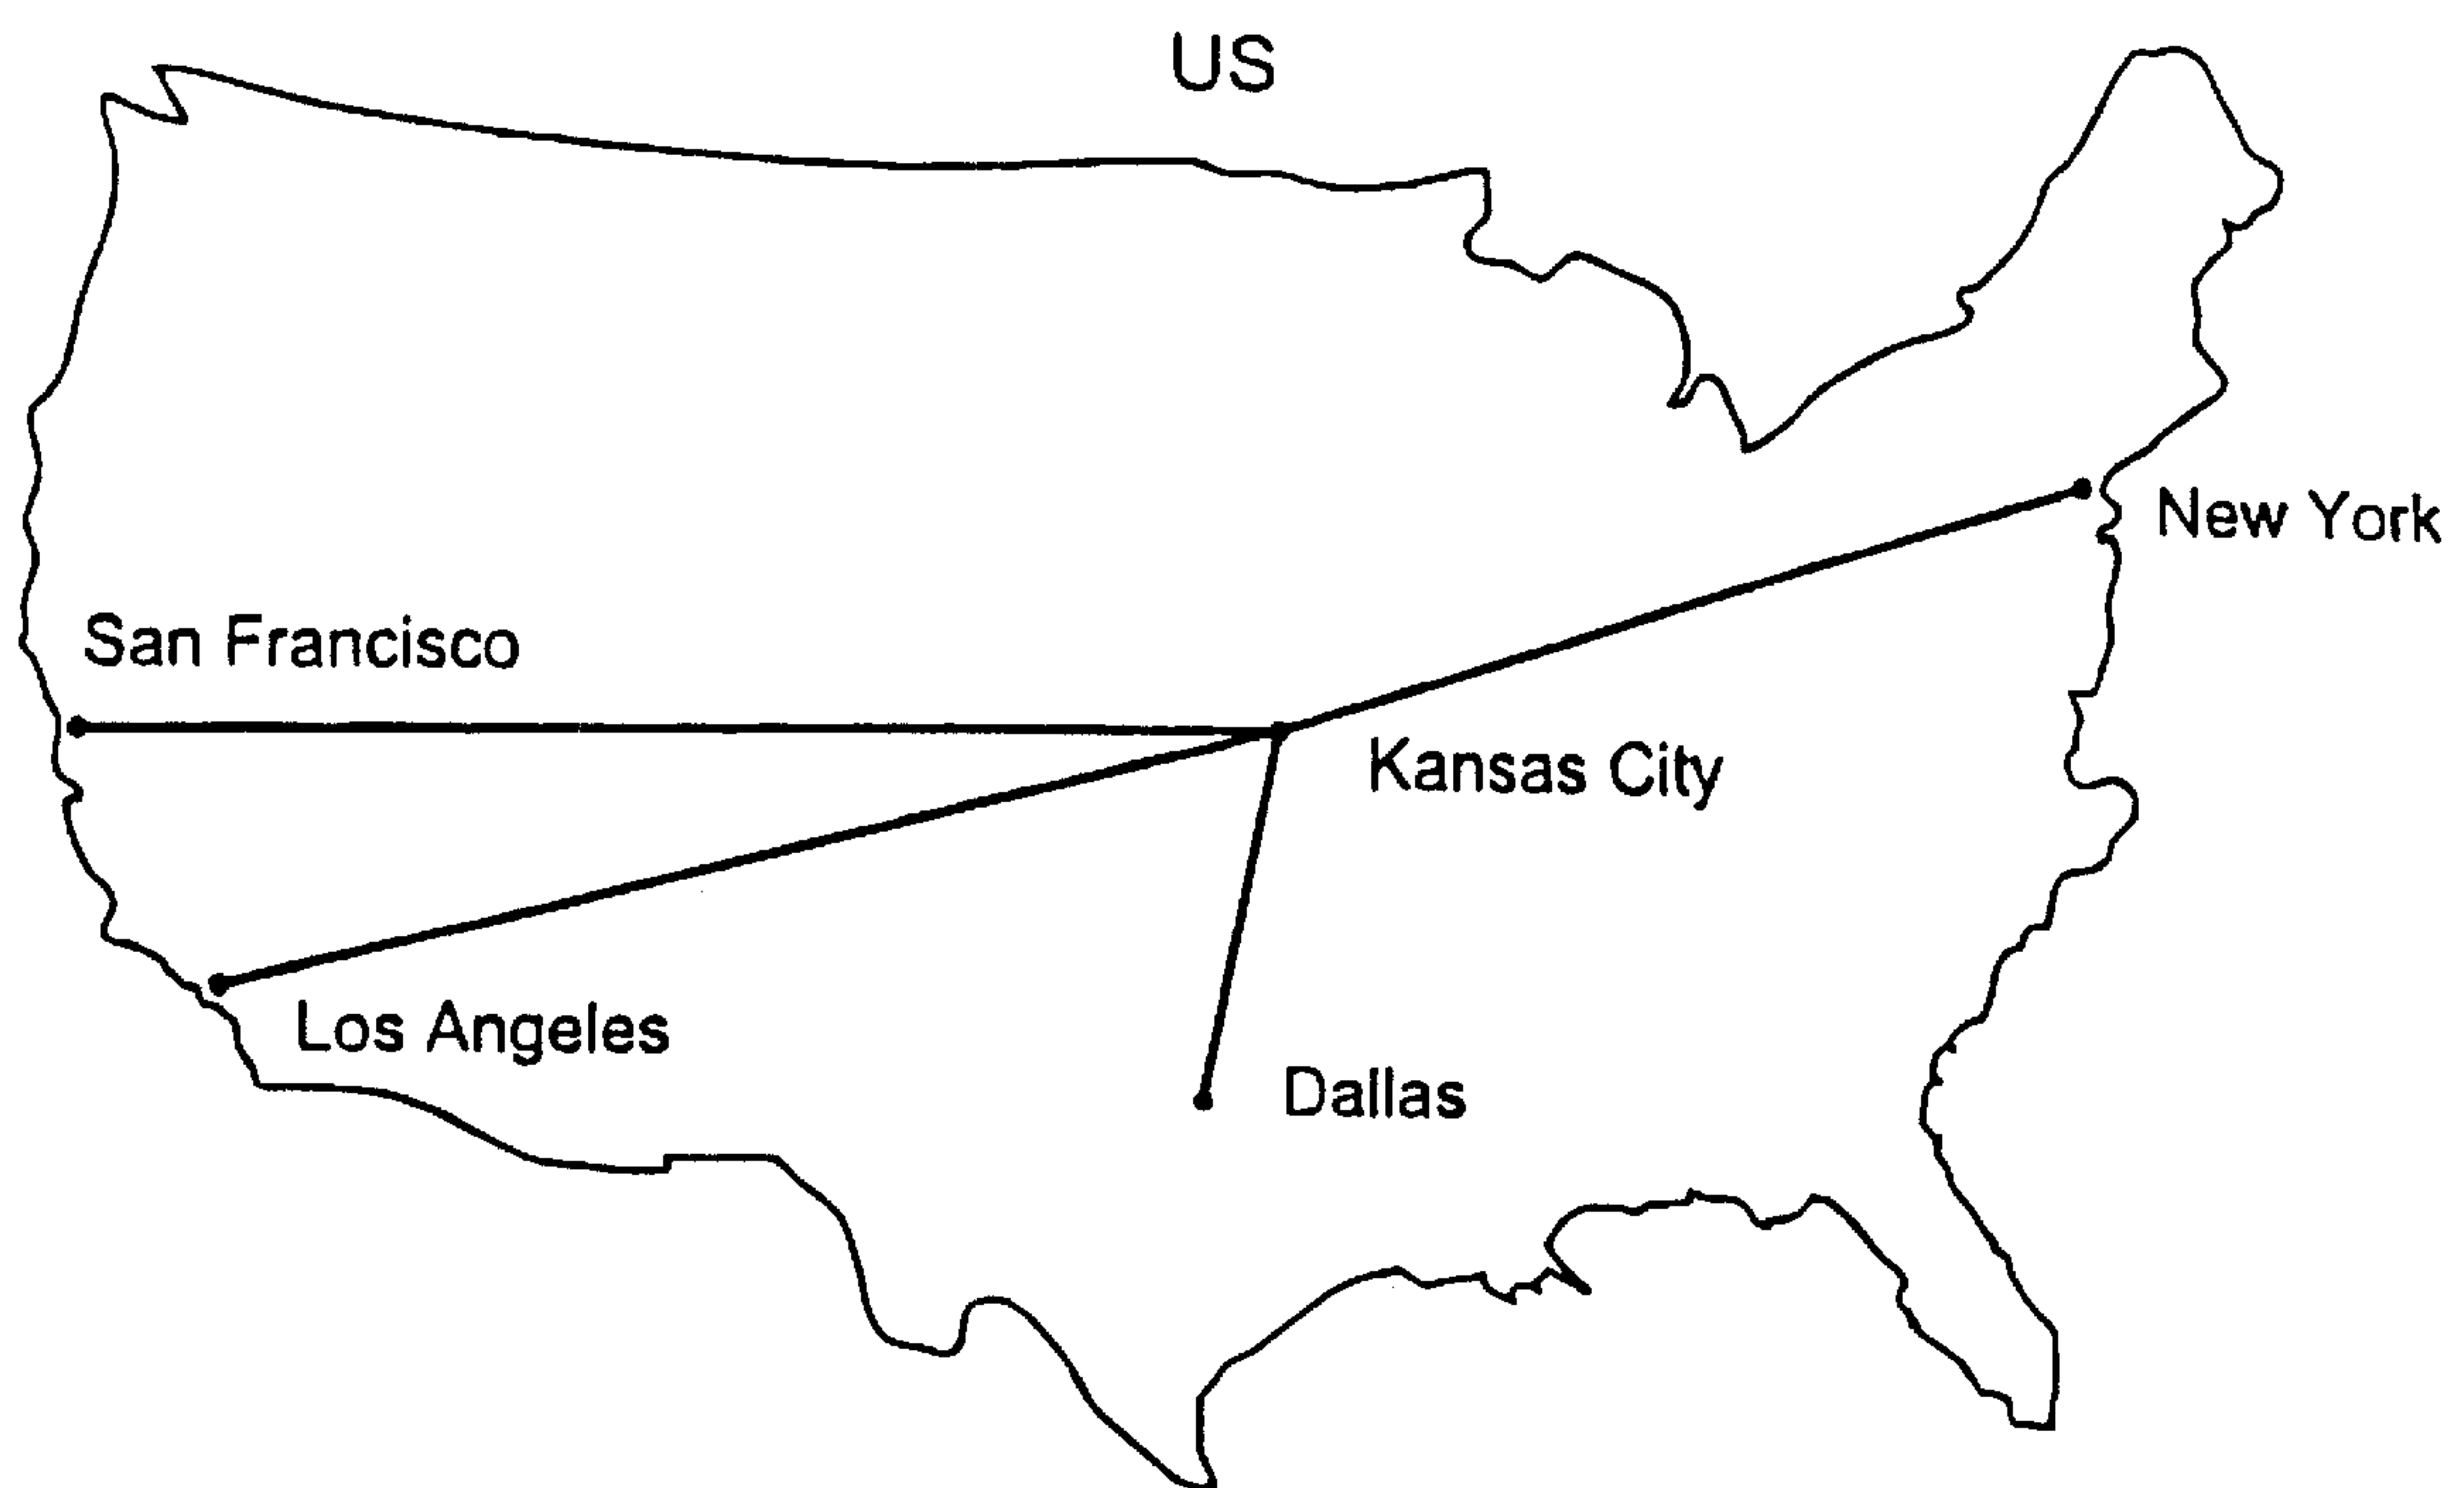 US
New York
San Francisco
Kansas City
Los Angeles
Dallas